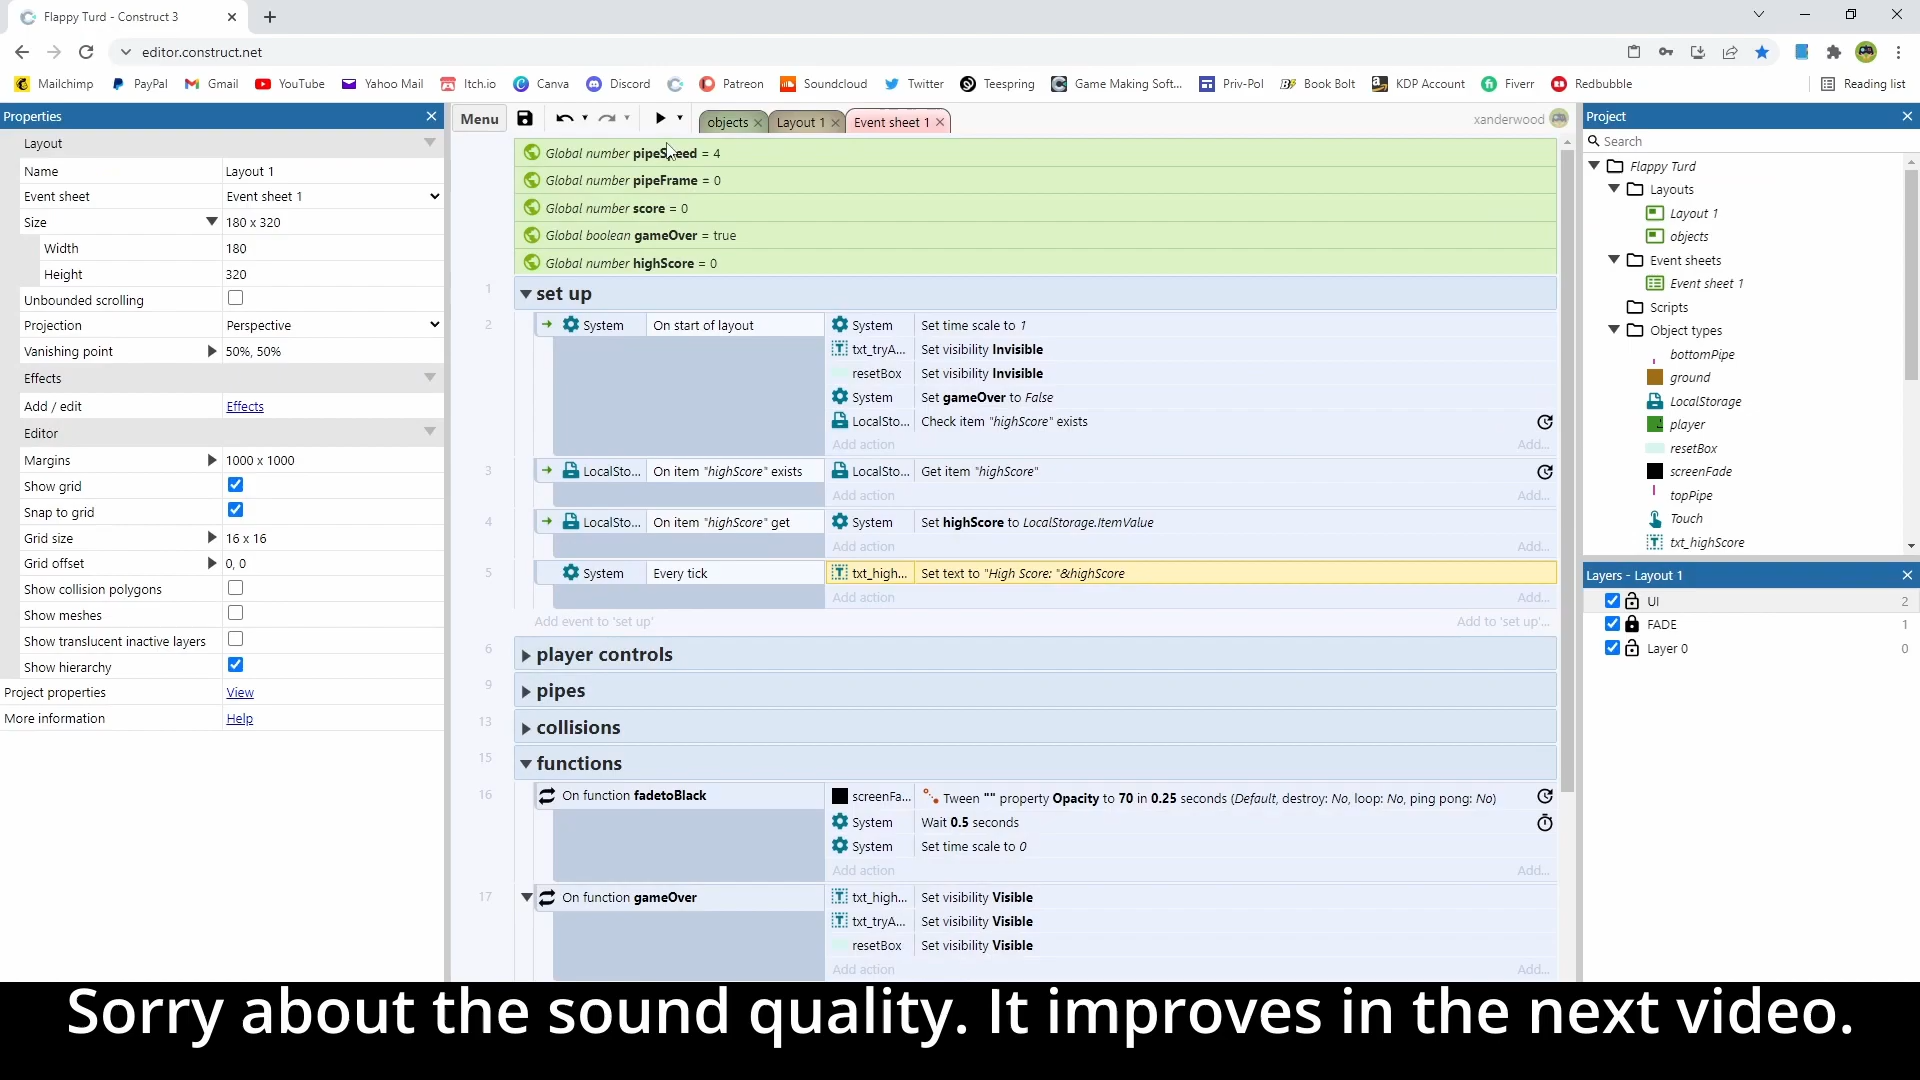 Flappy Turd - Construct 3
editor.construct.net
Mailchimp PayPal Gmail YouTube Yahoo Mail Itch.io Canva Discord Patreon Soundcloud Twitter Teespring Game Making Soft... Priv-Pol Book Bolt KDP Account Fiverr Redbubble Reading list
Properties
Layout
Name Layout 1
Event sheet Event sheet 1
Size 180 x 320
Width 180
Height 320
Unbounded scrolling
Projection Perspective
Vanishing point 50%, 50%
Effects
Add / edit Effects
Editor
Margins 1000 x 1000
Show grid
Snap to grid
Grid size 16 x 16
Grid offset 0, 0
Show collision polygons
Show meshes
Show translucent inactive layers
Show hierarchy
Project properties View
More information Help
Menu objects Layout 1 Event sheet 1 xanderwood
Global number pipeSpeed = 4
Global number pipeFrame = 0
Global number score = 0
Global boolean gameOver = true
Global number highScore = 0
1 set up
2 System On start of layout System Set time scale to 1
txt_tryA... Set visibility Invisible
resetBox Set visibility Invisible
System Set gameOver to False
LocalSto... Check item "highScore" exists
Add action Add...
3 LocalSto... On item "highScore" exists LocalSto... Get item "highScore"
Add action Add...
4 LocalSto... On item "highScore" get System Set highScore to LocalStorage.ItemValue
Add action Add...
5 System Every tick txt_high... Set text to "High Score: "&highScore
Add action Add...
Add event to 'set up' Add to 'set up'...
6 player controls
9 pipes
13 collisions
15 functions
16 On function fadetoBlack screenFa... Tween "" property Opacity to 70 in 0.25 seconds (Default, destroy: No, loop: No, ping pong: No)
System Wait 0.5 seconds
System Set time scale to 0
Add action Add...
17 On function gameOver txt_high... Set visibility Visible
txt_tryA... Set visibility Visible
resetBox Set visibility Visible
Add action Add...
Project
Search
Flappy Turd
Layouts
Layout 1
objects
Event sheets
Event sheet 1
Scripts
Object types
bottomPipe
ground
LocalStorage
player
resetBox
screenFade
topPipe
Touch
txt_highScore
Layers - Layout 1
UI 2
FADE 1
Layer 0 0
Sorry about the sound quality. It improves in the next video.